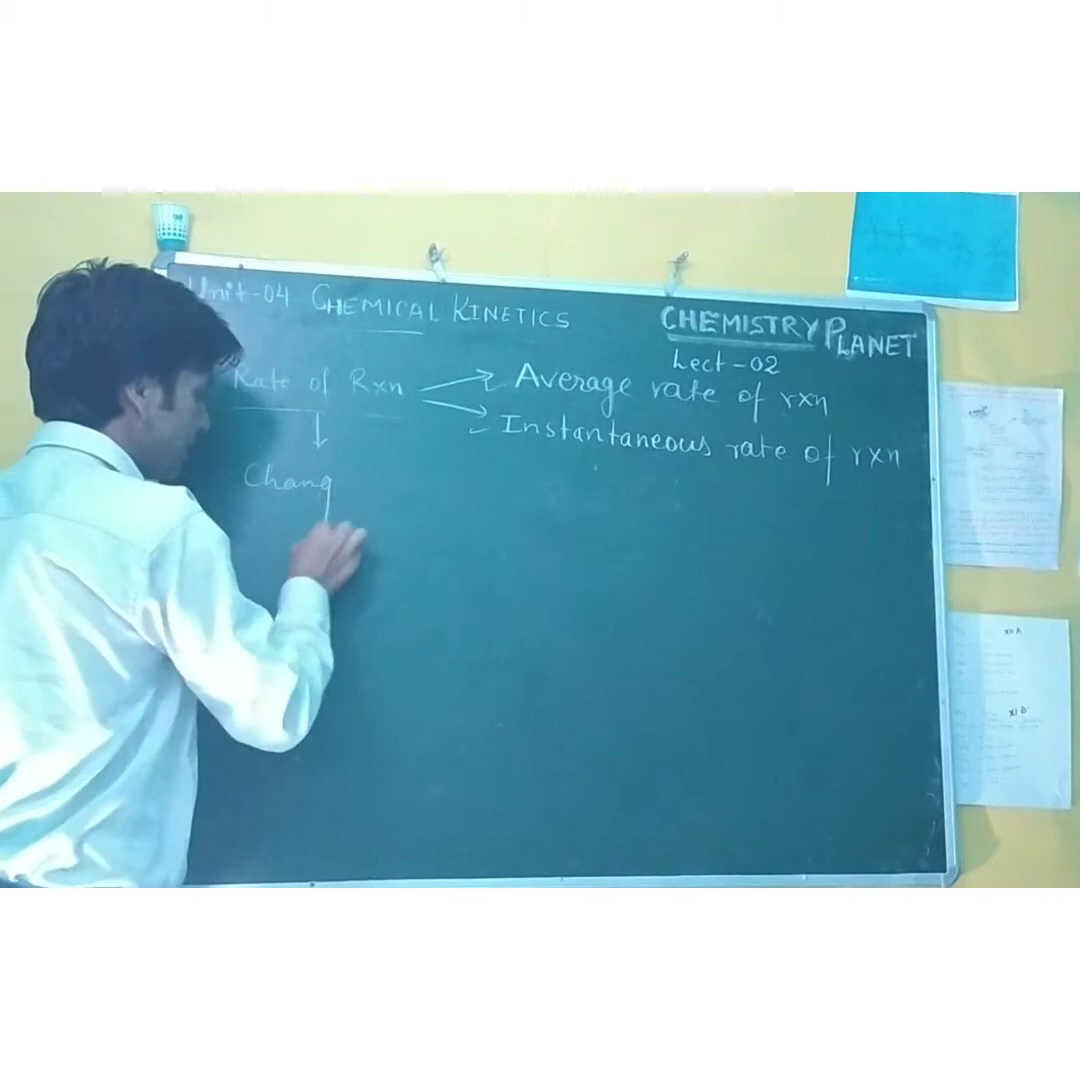 Unit-04 CHEMICAL KINETICS
CHEMISTRY PLANET
Lect-02
Rate of Rxn
Average rate of rxn
Instantaneous rate of rxn
Chang
XII A
XI B